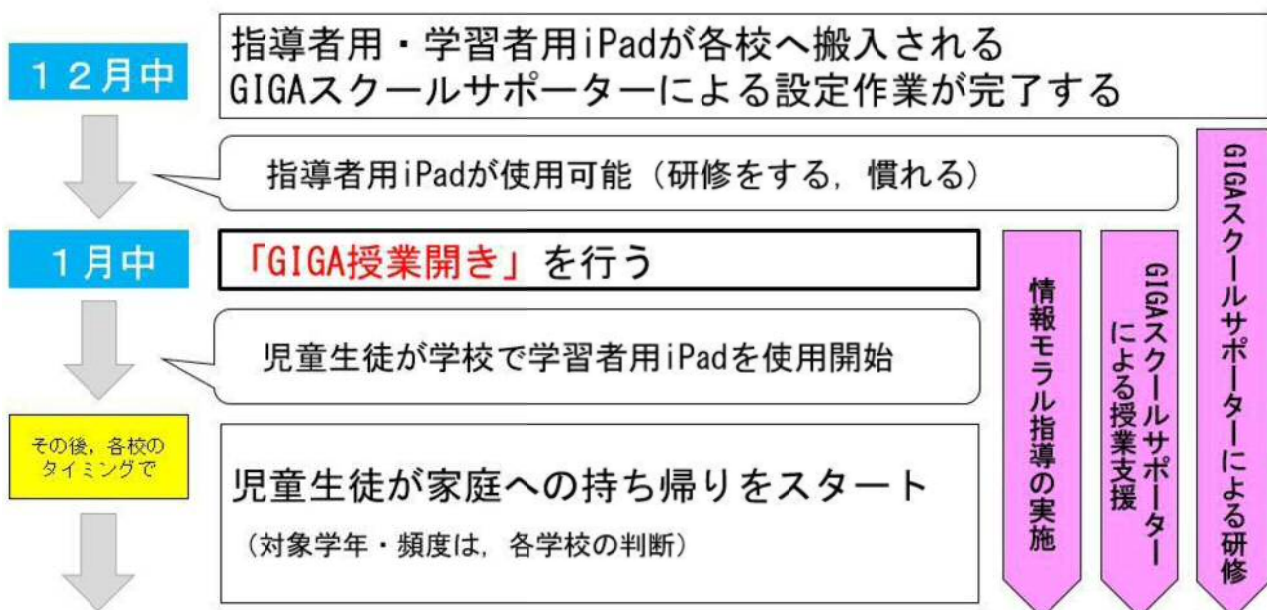 １２月中
指導者用・学習者用iPadが各校へ搬入される
GIGAスクールサポーターによる設定作業が完了する
指導者用iPadが使用可能（研修をする，慣れる）
１月中
「GIGA授業開き」を行う
児童生徒が学校で学習者用iPadを使用開始
その後，各校の
タイミングで
児童生徒が家庭への持ち帰りをスタート
（対象学年・頻度は，各学校の判断）
GIGAスクールサポーターによる研修
GIGAスクールサポーター
による授業支援
情報モラル指導の実施